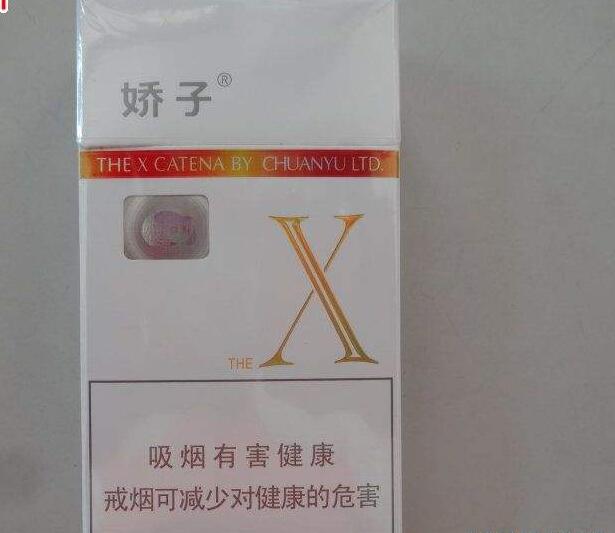 娇子®
THE X CATENA BY CHUANYU LTD.
THE X
吸烟有害健康
戒烟可减少对健康的危害